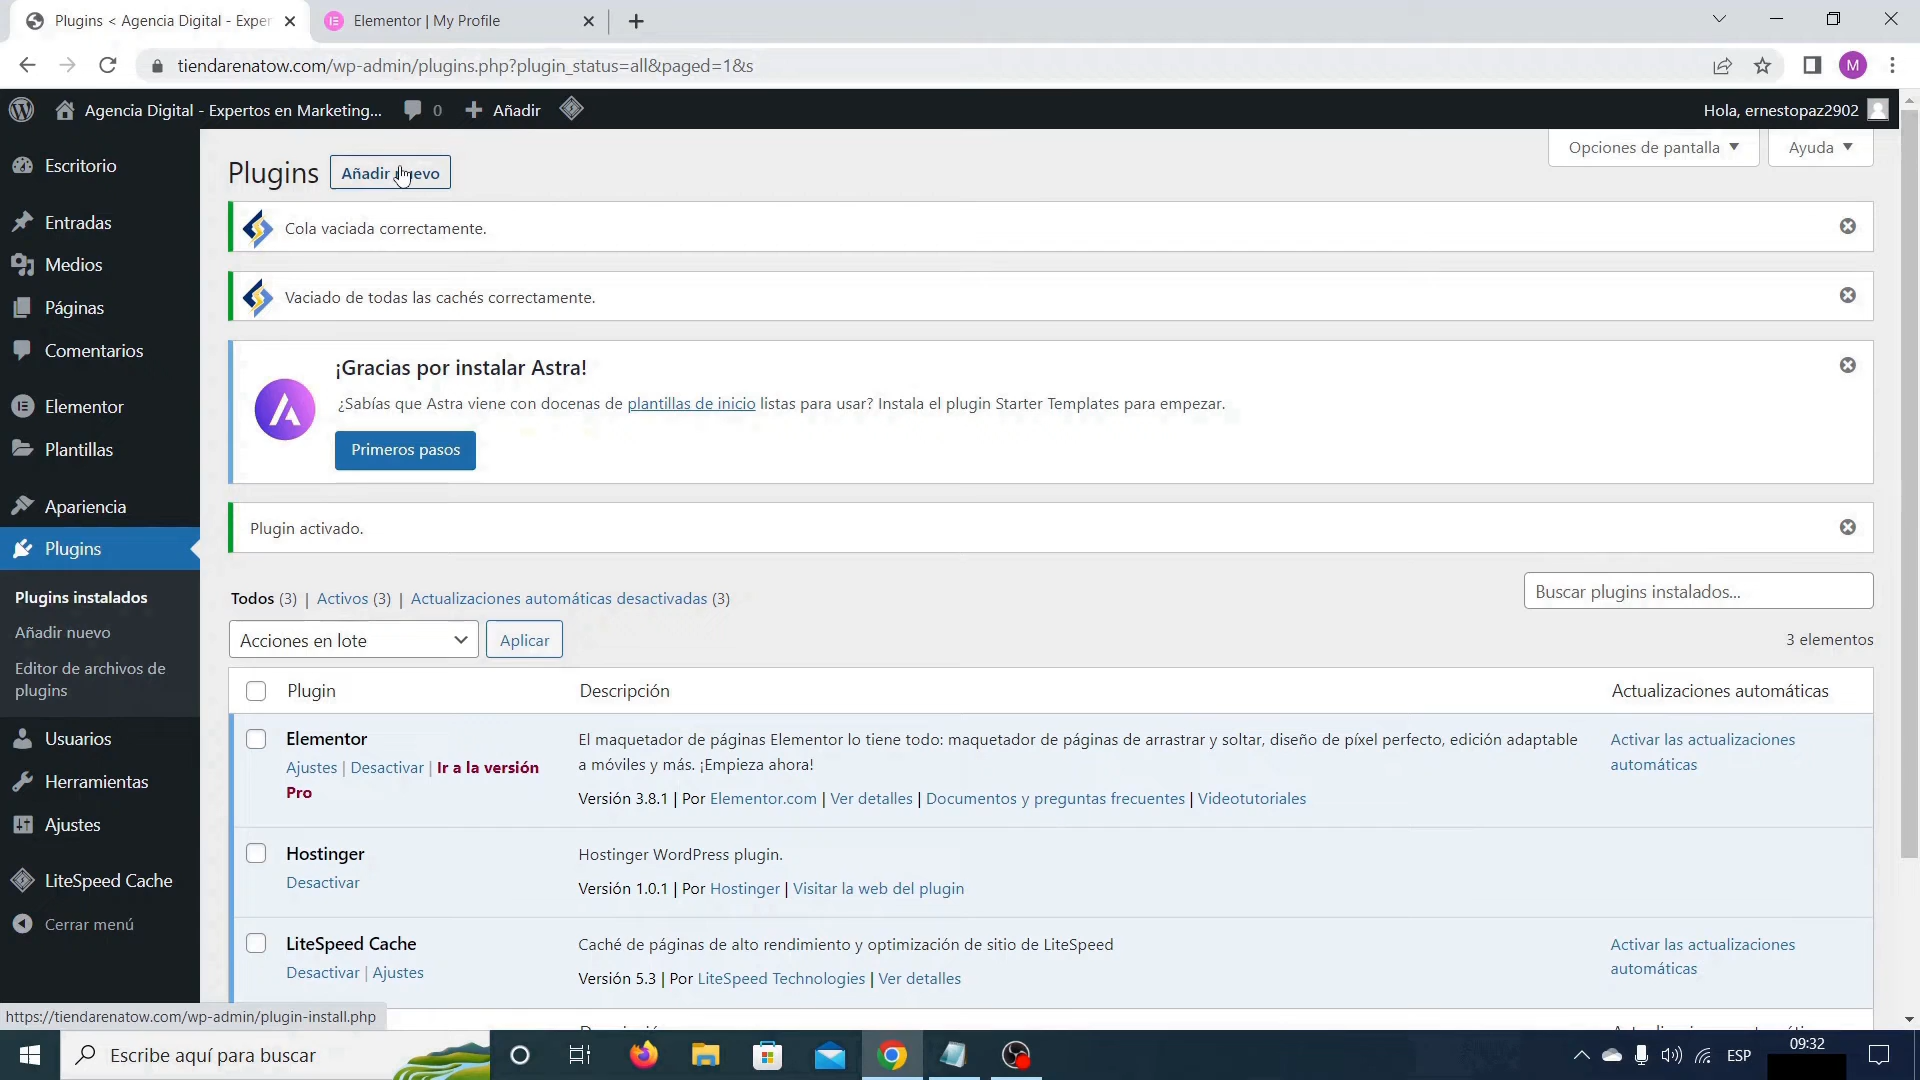 Plugins < Agencia Digital - Exper
Elementor | My Profile
tiendarenatow.com/wp-admin/plugins.php?plugin_status=all&paged=1&s
M
Agencia Digital - Expertos en Marketing...
0
Añadir
Hola, ernestopaz2902
Escritorio
Entradas
Medios
Páginas
Comentarios
Elementor
Plantillas
Apariencia
Plugins
Plugins instalados
Añadir nuevo
Editor de archivos de
plugins
Usuarios
Herramientas
Ajustes
LiteSpeed Cache
Cerrar menú
Opciones de pantalla
Ayuda
Plugins
Añadir nuevo
Cola vaciada correctamente.
Vaciado de todas las cachés correctamente.
¡Gracias por instalar Astra!
¿Sabías que Astra viene con docenas de plantillas de inicio listas para usar? Instala el plugin Starter Templates para empezar.
Primeros pasos
Plugin activado.
Todos (3) | Activos (3) | Actualizaciones automáticas desactivadas (3)
Buscar plugins instalados...
Acciones en lote
Aplicar
3 elementos
Plugin
Descripción
Actualizaciones automáticas
Elementor
Ajustes | Desactivar | Ir a la versión
Pro
El maquetador de páginas Elementor lo tiene todo: maquetador de páginas de arrastrar y soltar, diseño de píxel perfecto, edición adaptable
a móviles y más. ¡Empieza ahora!
Versión 3.8.1 | Por Elementor.com | Ver detalles | Documentos y preguntas frecuentes | Videotutoriales
Activar las actualizaciones
automáticas
Hostinger
Desactivar
Hostinger WordPress plugin.
Versión 1.0.1 | Por Hostinger | Visitar la web del plugin
LiteSpeed Cache
Desactivar | Ajustes
Caché de páginas de alto rendimiento y optimización de sitio de LiteSpeed
Versión 5.3 | Por LiteSpeed Technologies | Ver detalles
Activar las actualizaciones
automáticas
https://tiendarenatow.com/wp-admin/plugin-install.php
Escribe aquí para buscar
ESP
09:32